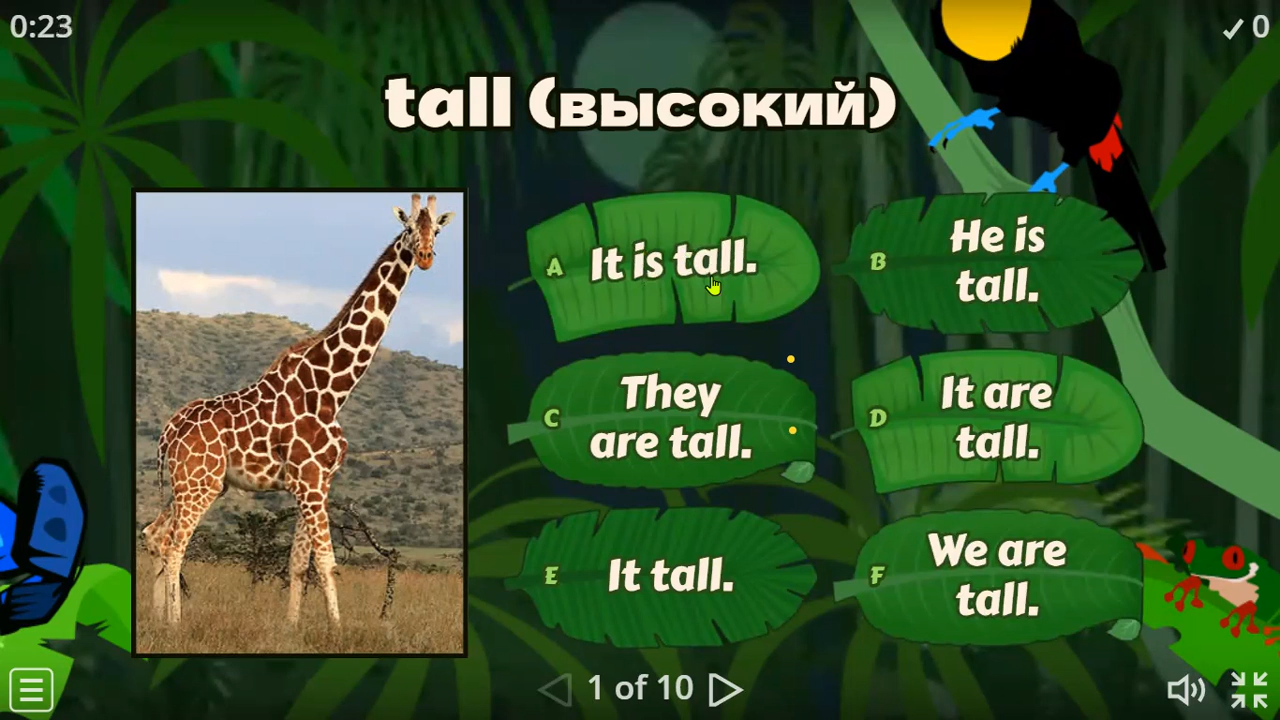 0:23
✓ 0
tall (высокий)
A It is tall.
B He is
tall.
C They
are tall.
D It are
tall.
E It tall.
F We are
tall.
1 of 10